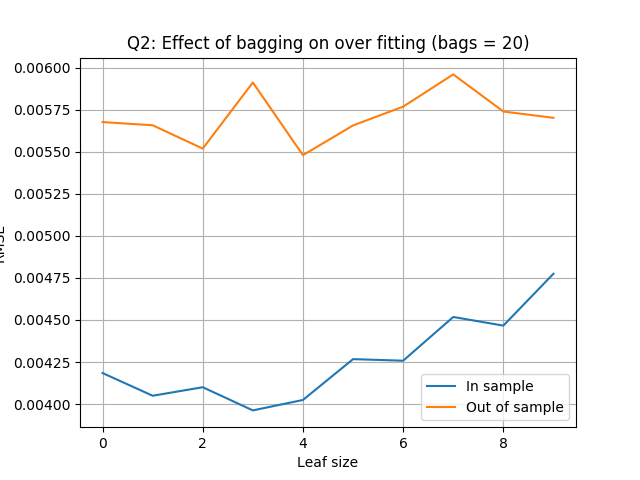 Q2: Effect of bagging on over fitting (bags = 20)
0.00600
0.00575
0.00550
0.00525
0.00500
0.00475
0.00450
0.00425
0.00400
RMSE
0 2 4 6 8
Leaf size
In sample
Out of sample